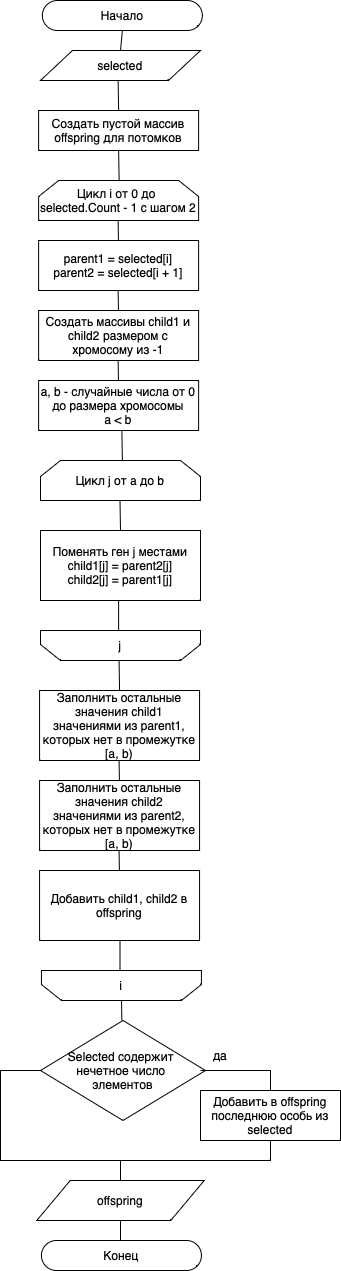 Начало
selected
Создать пустой массив
offspring для потомков
Цикл i от 0 до
selected.Count - 1 с шагом 2
parent1 = selected[i]
parent2 = selected[i + 1]
Создать массивы child1 и
child2 размером с
хромосому из -1
a, b - случайные числа от 0
до размера хромосомы
a < b
Цикл j от a до b
Поменять ген j местами
child1[j] = parent2[j]
child2[j] = parent1[j]
j
Заполнить остальные
значения child1
значениями из parent1,
которых нет в промежутке
[a, b)
Заполнить остальные
значения child2
значениями из parent2,
которых нет в промежутке
[a, b)
Добавить child1, child2 в
offspring
i
Selected содержит
нечетное число
элементов
да
Добавить в offspring
последнюю особь из
selected
offspring
Конец